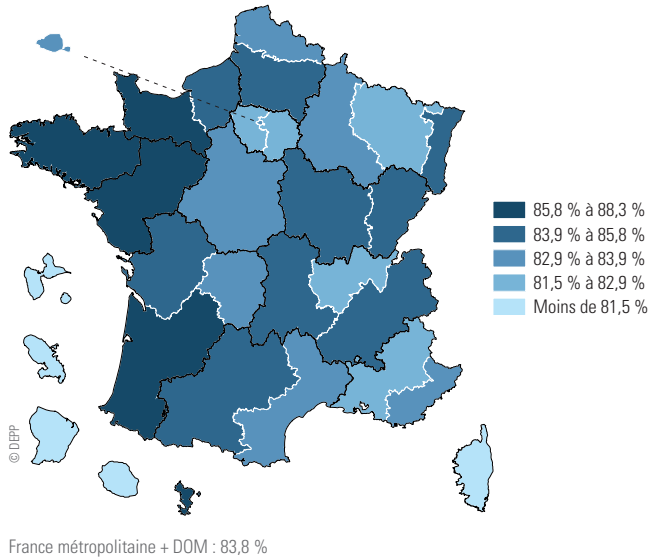 85,8 % à 88,3 %
83,9 % à 85,8 %
82,9 % à 83,9 %
81,5 % à 82,9 %
Moins de 81,5 %
© DEPP
France métropolitaine + DOM : 83,8 %